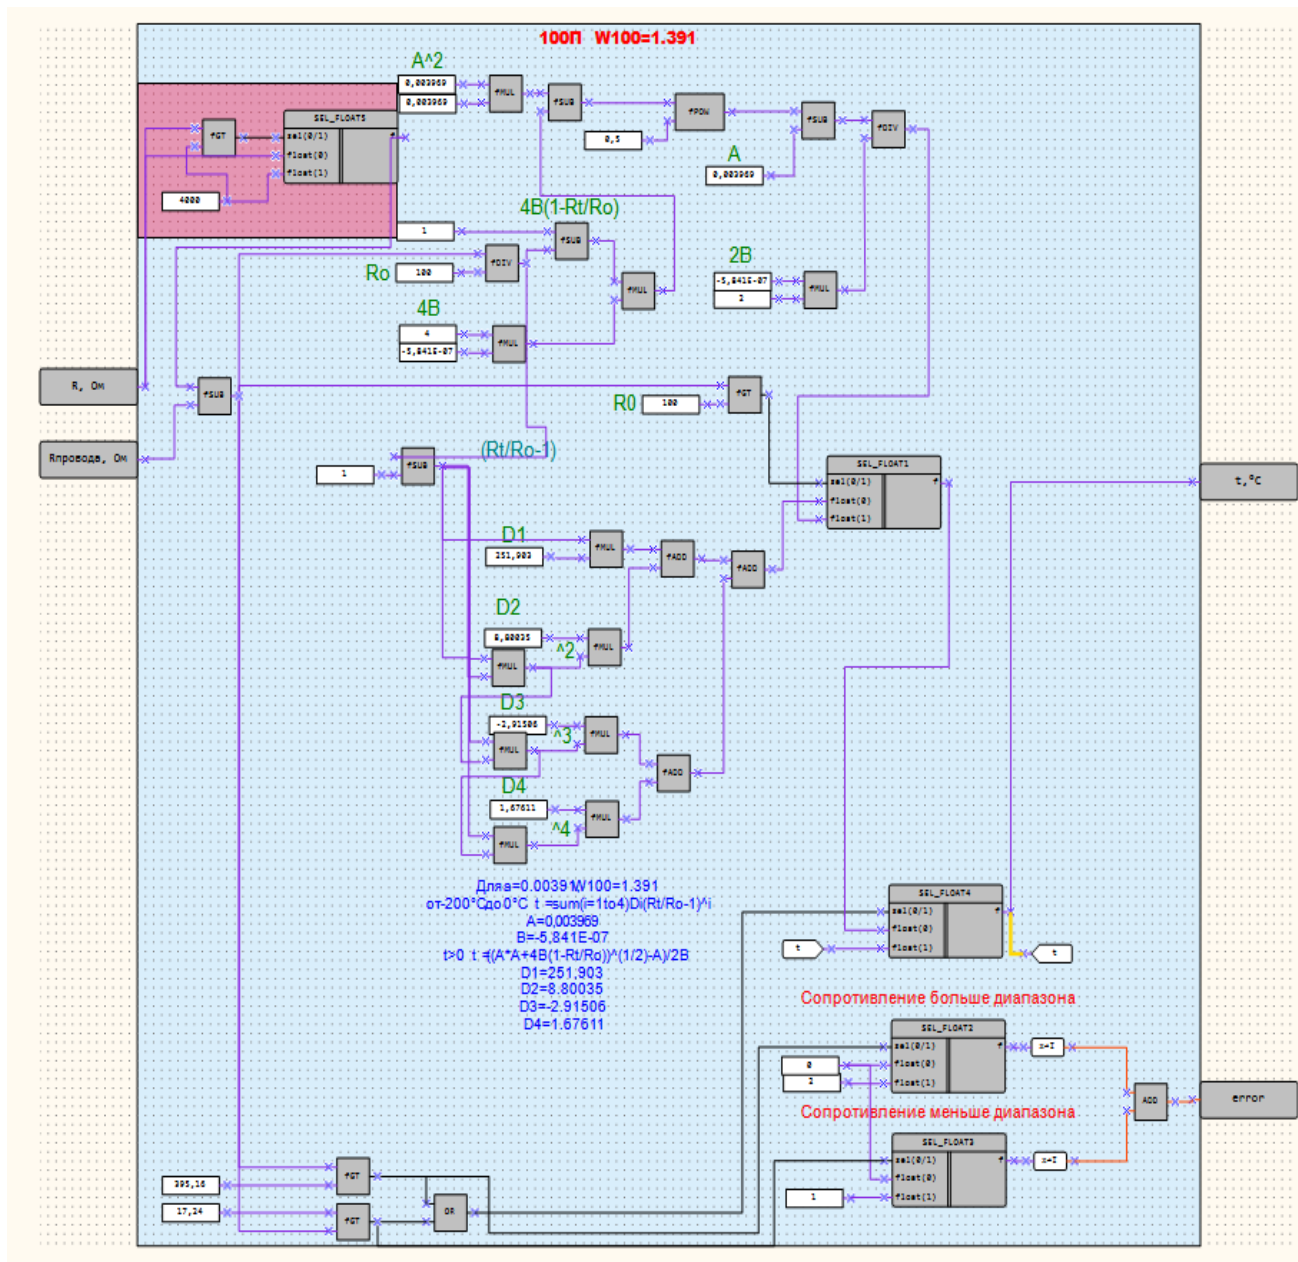 100П W100=1.391
A^2
0,003969
0,003969
fMUL
fSUB
fPOW
0,5
fSUB
fDIV
A
0,003969
SEL_FLOAT5
fGT
sel(0/1)
f
float(0)
float(1)
4000
4B(1-Rt/Ro)
1
fSUB
Ro
100
fDIV
fMUL
2B
-5,841E-07
2
fMUL
4B
4
-5,841E-07
fMUL
R, Ом
fSUB
Rпровода, Ом
R0
100
fGT
(Rt/Ro-1)
1
fSUB
SEL_FLOAT1
sel(0/1)
f
float(0)
float(1)
t,°C
D1
251,903
fMUL
fADD
fADD
D2
8,80035
^2
fMUL
fMUL
D3
-2,91506
^3
fMUL
fMUL
fADD
D4
1,67611
^4
fMUL
fMUL
Для a=0.00391 W100=1.391
от-200°C до 0°C t =sum(i=1to4)Di(Rt/Ro-1)^i
A=0,003969
B=-5,841E-07
t>0 t =((A*A+4B(1-Rt/Ro))^(1/2)-A)/2B
D1=251,903
D2=8.80035
D3=-2.91506
D4=1.67611
SEL_FLOAT4
sel(0/1)
f
float(0)
float(1)
t
t
Сопротивление больше диапазона
SEL_FLOAT2
sel(0/1)
f
float(0)
float(1)
0
2
x→I
Сопротивление меньше диапазона
ADD
error
SEL_FLOAT3
sel(0/1)
f
float(0)
float(1)
1
x→I
395,16
fGT
17,24
fGT
OR